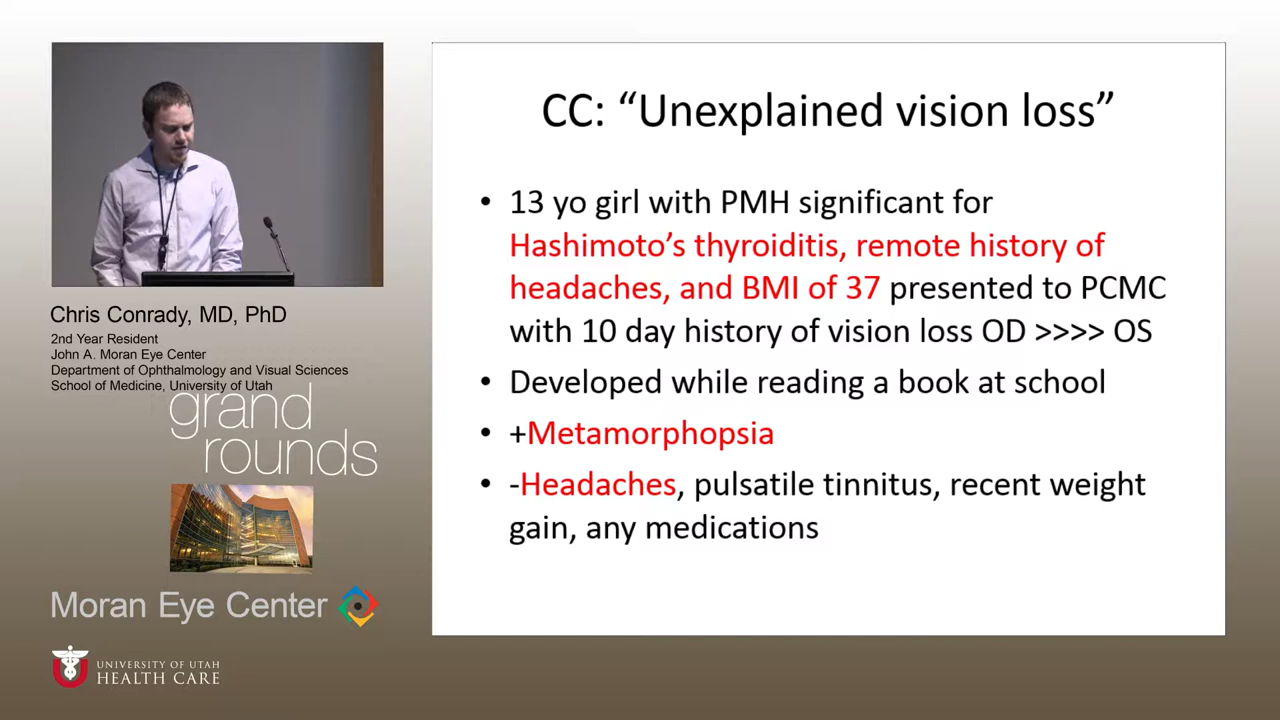 CC: “Unexplained vision loss”
• 13 yo girl with PMH significant for
Hashimoto’s thyroiditis, remote history of
headaches, and BMI of 37 presented to PCMC
with 10 day history of vision loss OD >>>> OS
• Developed while reading a book at school
• +Metamorphopsia
• -Headaches, pulsatile tinnitus, recent weight
gain, any medications
Chris Conrady, MD, PhD
2nd Year Resident
John A. Moran Eye Center
Department of Ophthalmology and Visual Sciences
School of Medicine, University of Utah
grand
rounds
Moran Eye Center
U
UNIVERSITY OF UTAH
HEALTH CARE